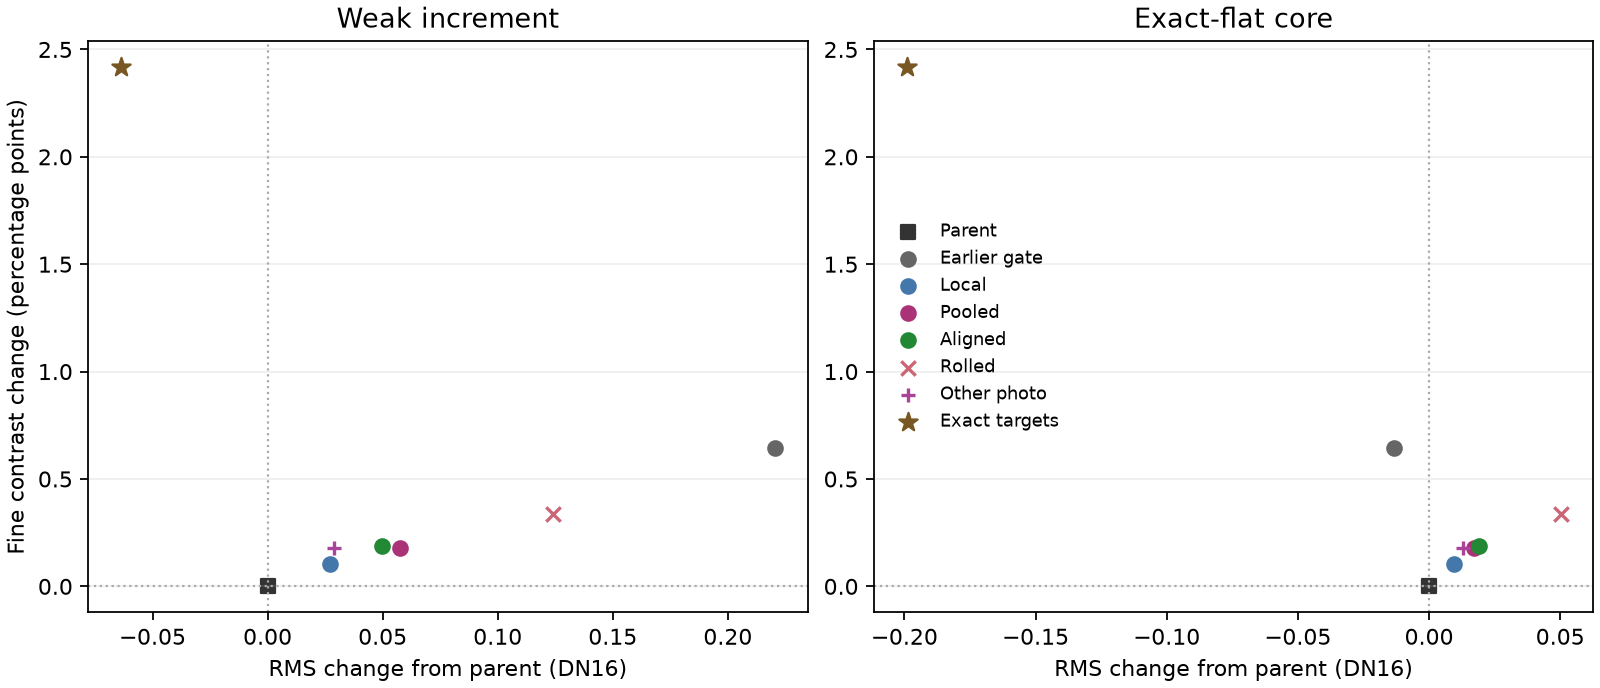 Weak increment
Fine contrast change (percentage points)
2.5
2.0
1.5
1.0
0.5
0.0
−0.05
0.00
0.05
0.10
0.15
0.20
RMS change from parent (DN16)
Exact-flat core
2.5
2.0
1.5
1.0
0.5
0.0
Parent
Earlier gate
Local
Pooled
Aligned
Rolled
Other photo
Exact targets
−0.20
−0.15
−0.10
−0.05
0.00
0.05
RMS change from parent (DN16)